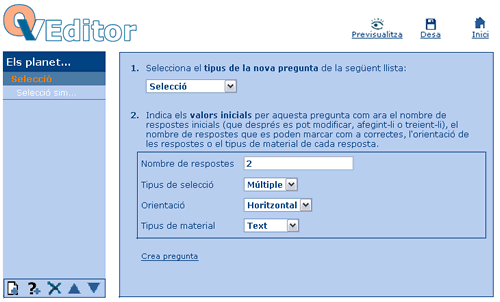 QVEditor
Previsualitza
Desa
Inici
Els planet...
Selecció
Selecció sim...
1. Selecciona el tipus de la nova pregunta de la següent llista:
Selecció
2. Indica els valors inicials per aquesta pregunta com ara el nombre de
respostes inicials (que després es pot modificar, afegint-li o treient-li), el
nombre de respostes que es poden marcar com a correctes, l'orientació
de les respostes o el tipus de material de cada resposta.
Nombre de respostes 2
Tipus de selecció Múltiple
Orientació Horitzontal
Tipus de material Text
Crea pregunta